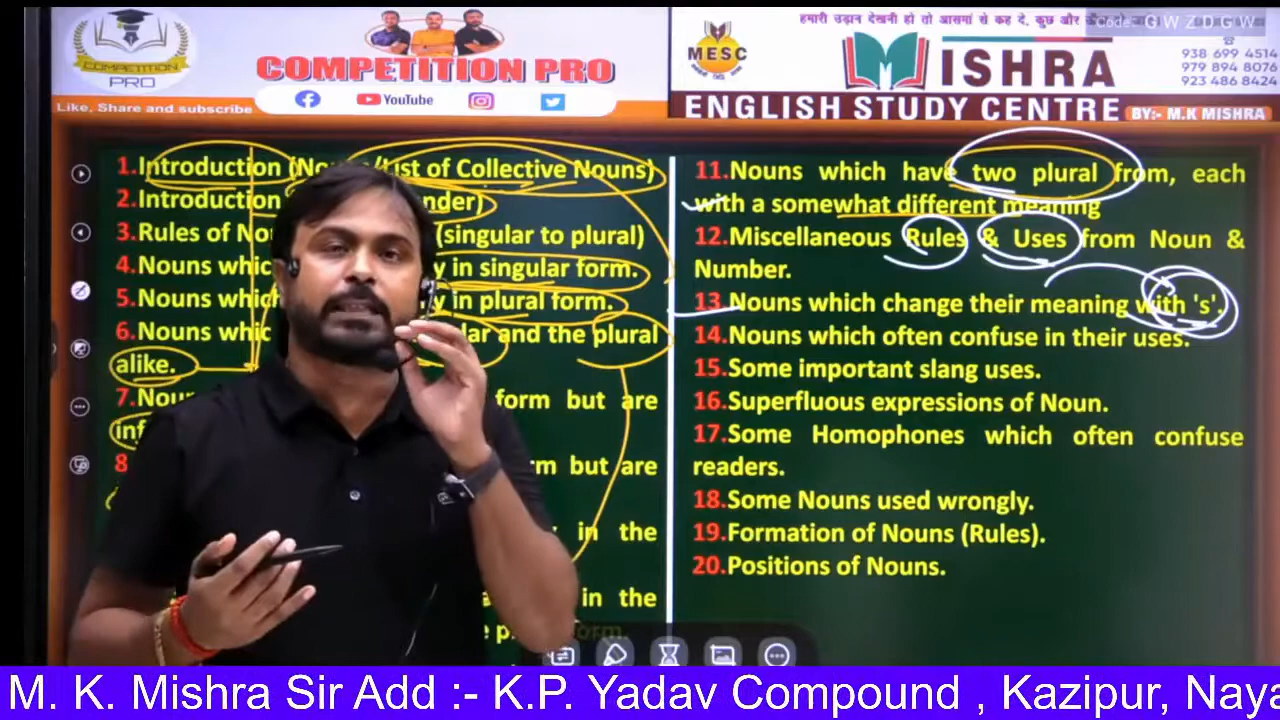 COMPETITION
PRO
Like, Share and subscribe
COMPETITION PRO
YouTube
MESC
हमारी उड़ान देखनी हो तो आसमां से कह दे, कुछ और
Code: G W Z D G W
MISHRA
938 699 4514
979 894 8076
923 486 8424
ENGLISH STUDY CENTRE
BY:- M.K MISHRA
1.Introduction (No /List of Collective Nouns)
2.Introduction nder)
3.Rules of No (singular to plural)
4.Nouns whic y in singular form.
5.Nouns whic y in plural form.
6.Nouns whic lar and the plural
alike.
7.Nour form but are
inf
8 rm but are
in the
in the
e p form.
11.Nouns which have two plural from, each
with a somewhat different meaning
12.Miscellaneous Rules & Uses from Noun &
Number.
13.Nouns which change their meaning with 's'.
14.Nouns which often confuse in their uses.
15.Some important slang uses.
16.Superfluous expressions of Noun.
17.Some Homophones which often confuse
readers.
18.Some Nouns used wrongly.
19.Formation of Nouns (Rules).
20.Positions of Nouns.
M. K. Mishra Sir Add :- K.P. Yadav Compound , Kazipur, Naya